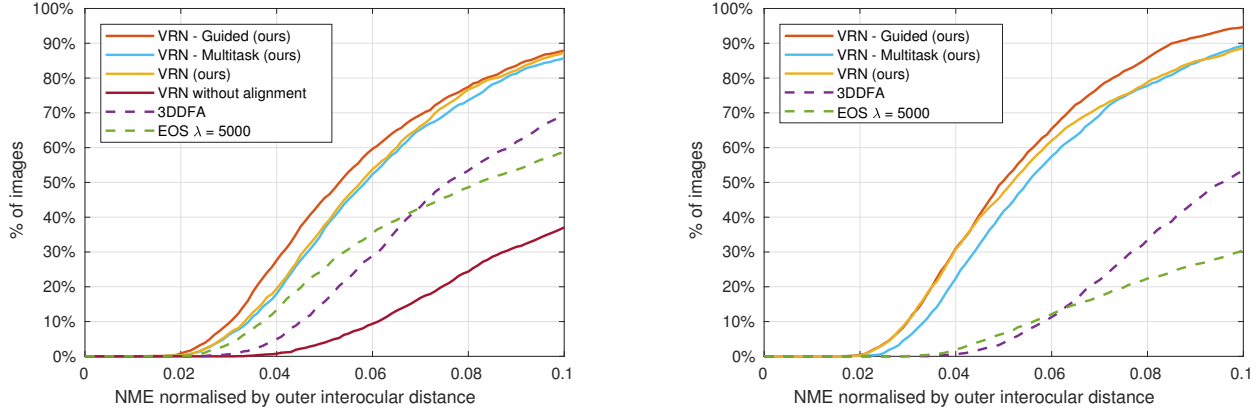 100%
90%
80%
70%
60%
50%
40%
30%
20%
10%
0%
% of images
VRN - Guided (ours)
VRN - Multitask (ours)
VRN (ours)
VRN without alignment
3DDFA
EOS λ = 5000
0 0.02 0.04 0.06 0.08 0.1
NME normalised by outer interocular distance
100%
90%
80%
70%
60%
50%
40%
30%
20%
10%
0%
% of images
VRN - Guided (ours)
VRN - Multitask (ours)
VRN (ours)
3DDFA
EOS λ = 5000
0 0.02 0.04 0.06 0.08 0.1
NME normalised by outer interocular distance